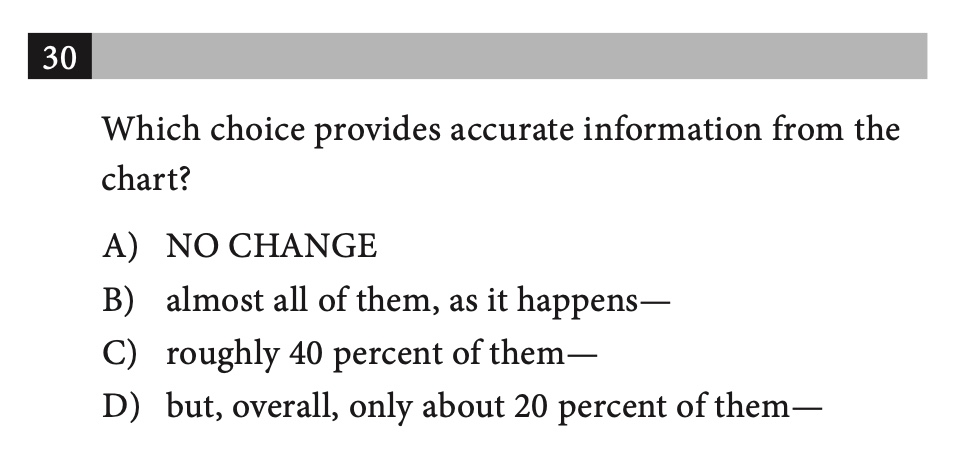 30
Which choice provides accurate information from the
chart?
A) NO CHANGE
B) almost all of them, as it happens—
C) roughly 40 percent of them—
D) but, overall, only about 20 percent of them—